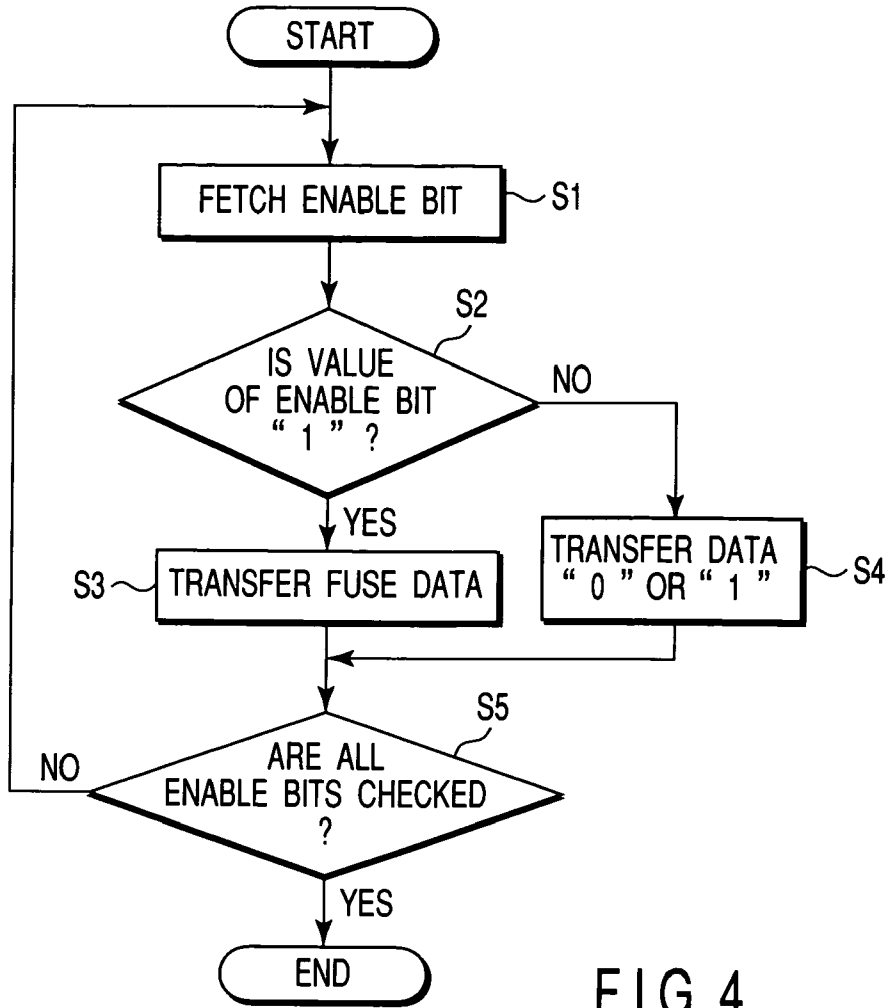 START
FETCH ENABLE BIT
S1
S2
IS VALUE
OF ENABLE BIT
“ 1 ” ?
NO
YES
S3
TRANSFER FUSE DATA
TRANSFER DATA
“ 0 ” OR “ 1 ”
S4
S5
ARE ALL
ENABLE BITS CHECKED
?
NO
YES
END
FIG. 4